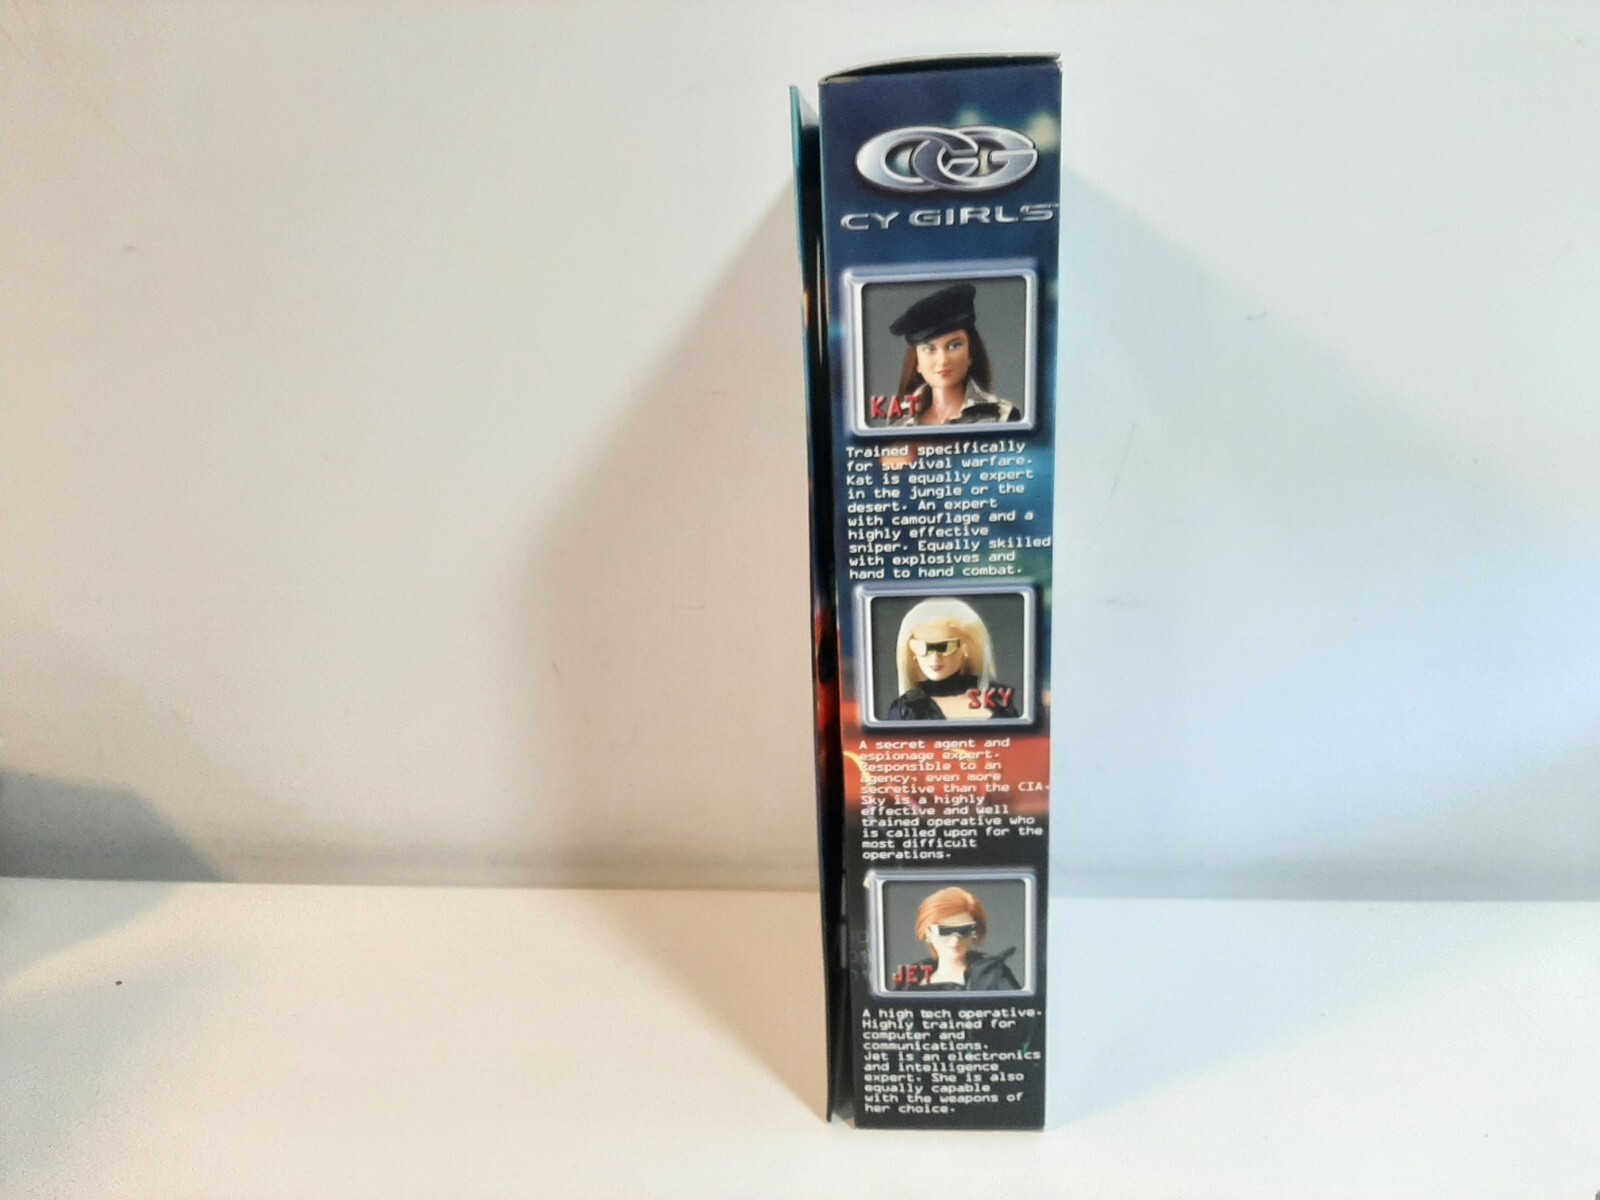 CG
CY GIRLS™
KAT
Trained specifically
for survival warfare.
Kat is equally expert
in the jungle or the
desert. An expert
with camouflage and a
highly effective
sniper. Equally skilled
with explosives and
hand to hand combat.
SKY
A secret agent and
espionage expert.
Responsible to an
agency, even more
secretive than the CIA.
Sky is a highly
effective and well
trained operative who
is called upon for the
most difficult
operations.
JET
A high tech operative.
Highly trained for
computer and
communications.
Jet is an electronics
and intelligence
expert. She is also
equally capable
with the weapons of
her choice.